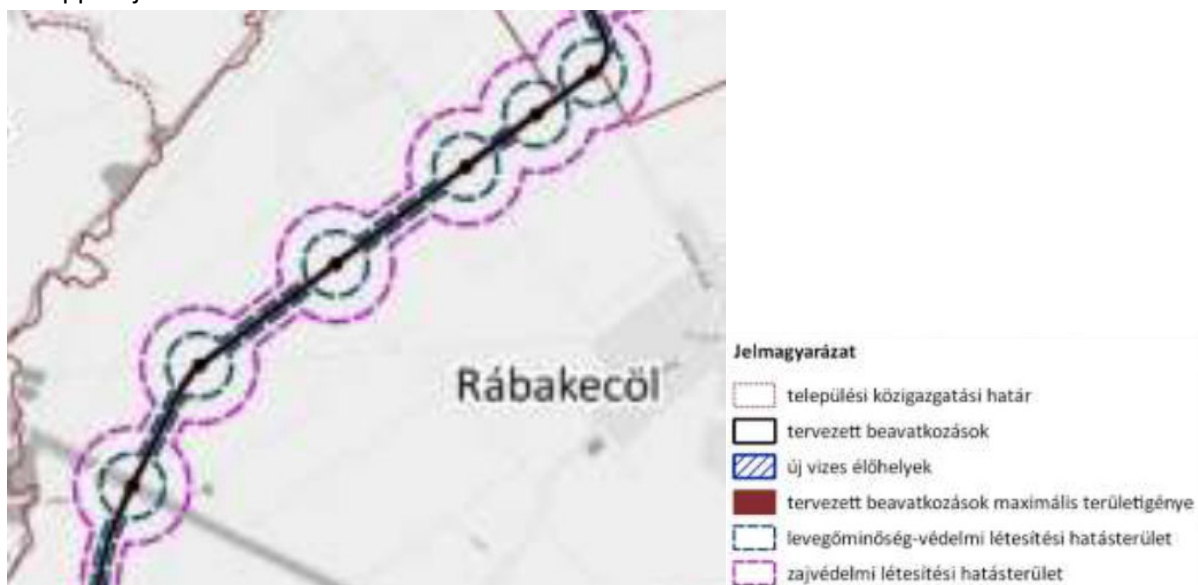 Rábakecöl
Jelmagyarázat
települési közigazgatási határ
tervezett beavatkozások
új vizes élőhelyek
tervezett beavatkozások maximális területigénye
levegőminőség-védelmi létesítési hatásterület
zajvédelmi létesítési hatásterület